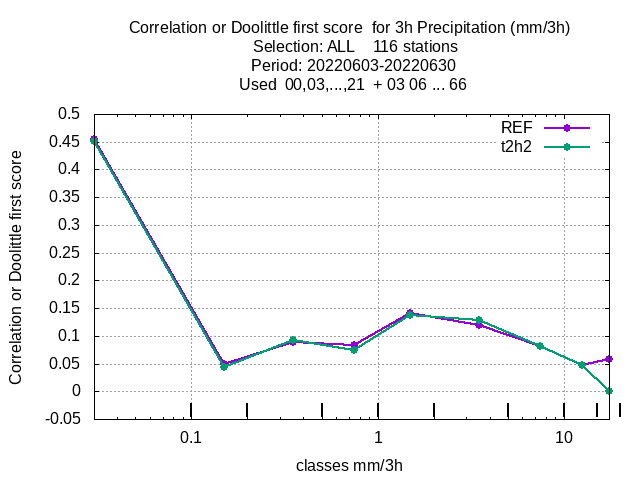 Correlation or Doolittle first score  for 3h Precipitation (mm/3h)
Selection: ALL    116 stations
Period: 20220603-20220630
Used  00,03,...,21  + 03 06 ... 66
REF
t2h2
Correlation or Doolittle first score
0.5
0.45
0.4
0.35
0.3
0.25
0.2
0.15
0.1
0.05
0
-0.05
0.1
1
10
classes mm/3h